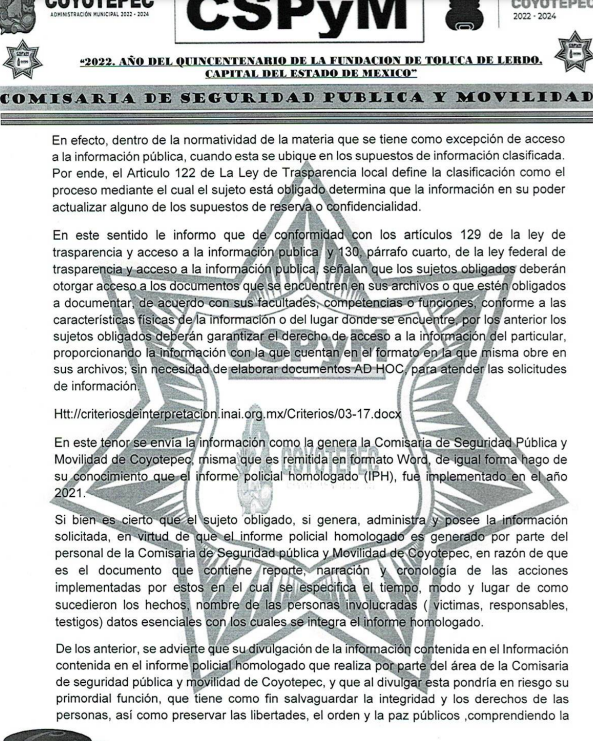 COYOTEPEC
ADMINISTRACIÓN MUNICIPAL 2022 - 2024
CSPyM
COYOTEPEC
2022 - 2024
"2022. AÑO DEL QUINCENTENARIO DE LA FUNDACION DE TOLUCA DE LERDO,
CAPITAL DEL ESTADO DE MEXICO"
COMISARIA DE SEGURIDAD PUBLICA Y MOVILIDAD
En efecto, dentro de la normatividad de la materia que se tiene como excepción de acceso
a la información pública, cuando esta se ubique en los supuestos de información clasificada.
Por ende, el Articulo 122 de La Ley de Trasparencia local define la clasificación como el
proceso mediante el cual el sujeto está obligado determina que la información en su poder
actualizar alguno de los supuestos de reserva o confidencialidad.
En este sentido le informo que de conformidad con los artículos 129 de la ley de
trasparencia y acceso a la información publica y 130, párrafo cuarto, de la ley federal de
trasparencia y acceso a la información publica, señalan que los sujetos obligados deberán
otorgar acceso a los documentos que se encuentren en sus archivos o que estén obligados
a documentar, de acuerdo con sus facultades, competencias o funciones, conforme a las
características físicas de la información o del lugar donde se encuentre, por los anterior los
sujetos obligados deberán garantizar el derecho de acceso a la información del particular,
proporcionando la información con la que cuentan en el formato en la que misma obre en
sus archivos; sin necesidad de elaborar documentos AD HOC, para atender las solicitudes
de información.
Htt://criteriosdeinterpretacion.inai.org.mx/Criterios/03-17.docx
En este tenor se envía la información como la genera la Comisaria de Seguridad Pública y
Movilidad de Coyotepec, misma que es remitida en formato Word, de igual forma hago de
su conocimiento que el informe policial homologado (IPH), fue implementado en el año
2021.
Si bien es cierto que el sujeto obligado, si genera, administra y posee la información
solicitada, en virtud de que el informe policial homologado es generado por parte del
personal de la Comisaria de Seguridad pública y Movilidad de Coyotepec, en razón de que
es el documento que contiene reporte, narración y cronología de las acciones
implementadas por estos en el cual se especifica el tiempo, modo y lugar de como
sucedieron los hechos, nombre de las personas involucradas ( victimas, responsables,
testigos) datos esenciales con los cuales se integra el informe homologado.
De los anterior, se advierte que su divulgación de la información contenida en el Información
contenida en el informe policial homologado que realiza por parte del área de la Comisaria
de seguridad pública y movilidad de Coyotepec, y que al divulgar esta pondría en riesgo su
primordial función, que tiene como fin salvaguardar la integridad y los derechos de las
personas, así como preservar las libertades, el orden y la paz públicos ,comprendiendo la
CSPyM
COYOTEPEC